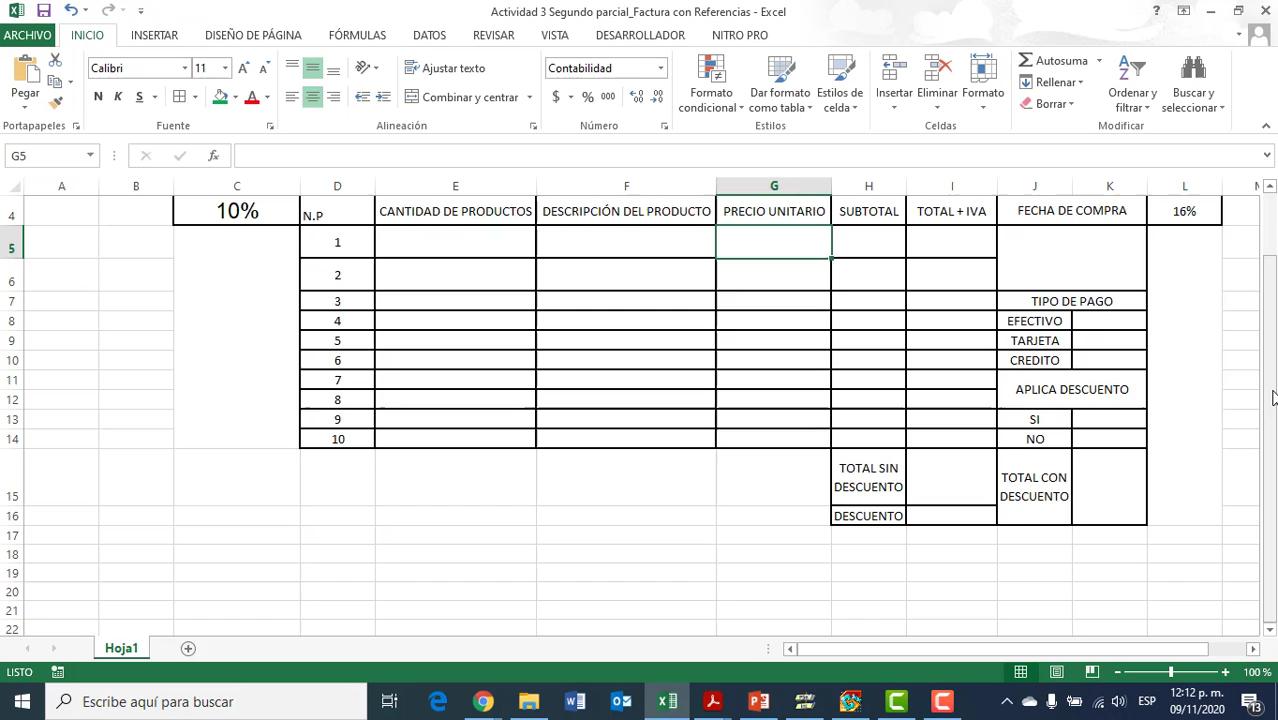 Actividad 3 Segundo parcial_Factura con Referencias - Excel
ARCHIVO INICIO INSERTAR DISEÑO DE PÁGINA FÓRMULAS DATOS REVISAR VISTA DESARROLLADOR NITRO PRO
Pegar
Portapapeles
Calibri 11
N K S
Fuente
Ajustar texto
Combinar y centrar
Alineación
Contabilidad
$ % 000
Número
Formato condicional
Dar formato como tabla
Estilos de celda
Estilos
Insertar
Eliminar
Formato
Celdas
Autosuma
Rellenar
Borrar
Ordenar y filtrar
Buscar y seleccionar
Modificar
G5
A B C D E F G H I J K L
4 10% N.P CANTIDAD DE PRODUCTOS DESCRIPCIÓN DEL PRODUCTO PRECIO UNITARIO SUBTOTAL TOTAL + IVA FECHA DE COMPRA 16%
5 1
6 2
7 3 TIPO DE PAGO
8 4 EFECTIVO
9 5 TARJETA
10 6 CREDITO
11 7
APLICA DESCUENTO
12 8
13 9 SI
14 10 NO
15 TOTAL SIN DESCUENTO TOTAL CON DESCUENTO
16 DESCUENTO
17
18
19
20
21
22
Hoja1
LISTO 100 %
Escribe aquí para buscar
ESP
12:12 p. m.
09/11/2020
13